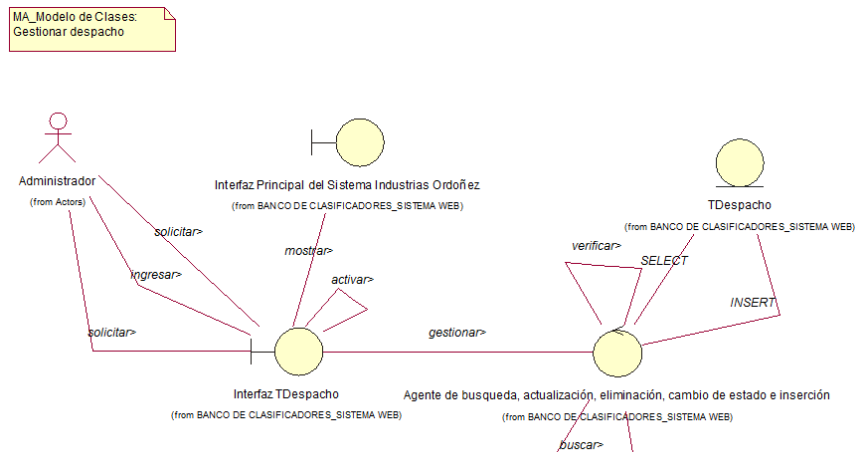 MA_Modelo de Clases:
Gestionar despacho
Administrador
(from Actors)
Interfaz Principal del Sistema Industrias Ordoñez
(from BANCO DE CLASIFICADORES_SISTEMA WEB)
TDespacho
(from BANCO DE CLASIFICADORES_SISTEMA WEB)
solicitar>
mostrar>
verificar>
SELECT
ingresar>
activar>
INSERT
solicitar>
gestionar>
Interfaz TDespacho
(from BANCO DE CLASIFICADORES_SISTEMA WEB)
Agente de busqueda, actualización, eliminación, cambio de estado e inserción
(from BANCO DE CLASIFICADORES_SISTEMA WEB)
buscar>